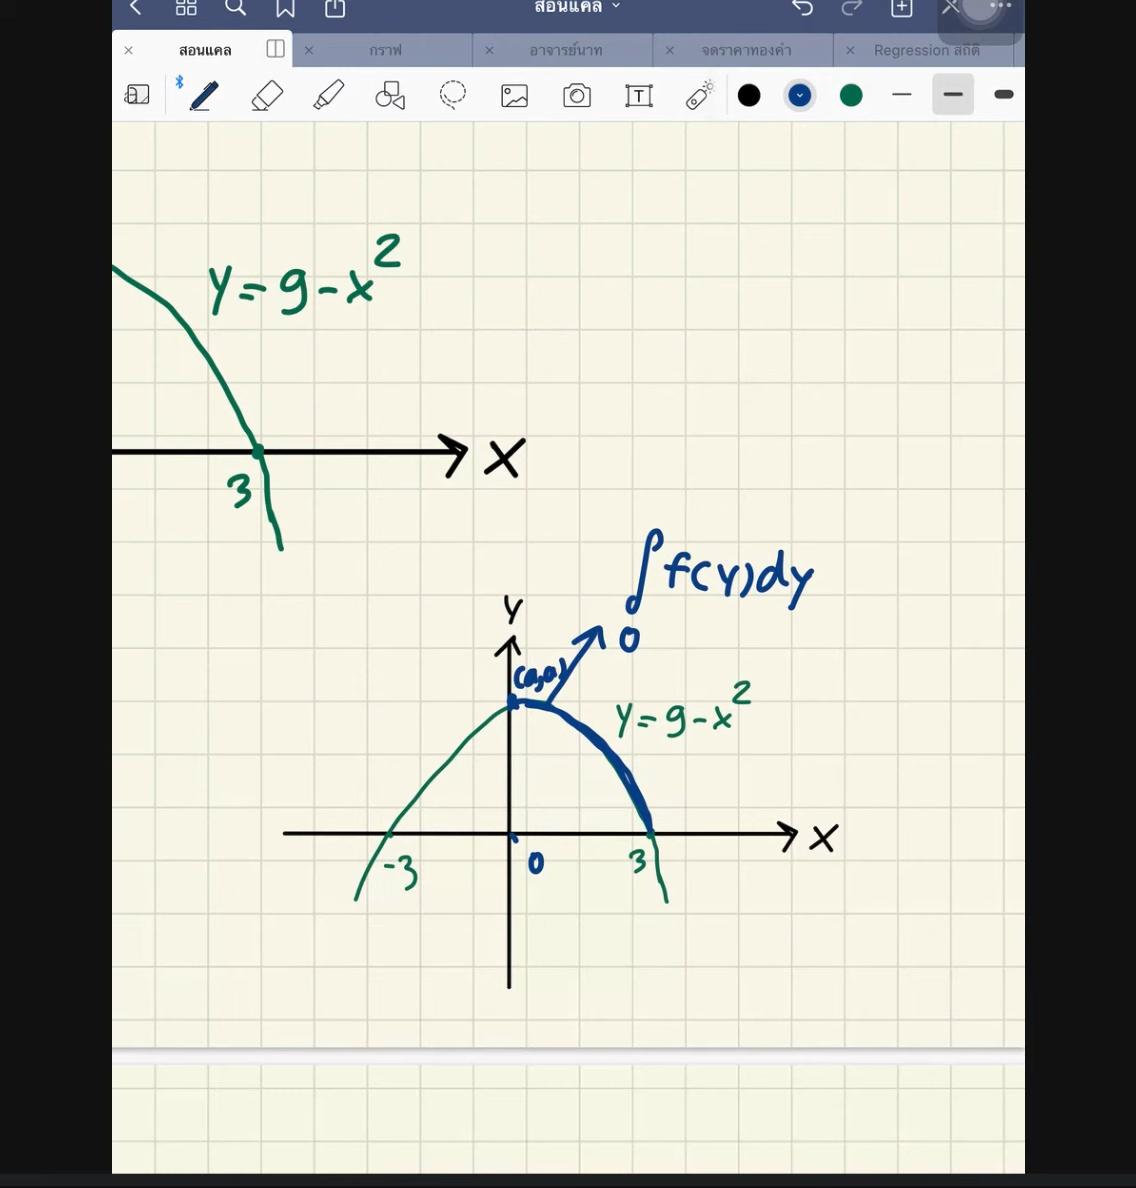 สอนแคล
สอนแคล
กราฟ
อาจารย์นาท
จดราคาทองคำ
Regression สถิติ
y = 9 - x²
X
3
∫ f(y)dy
0
Y
y = 9 - x²
X
-3
0
3